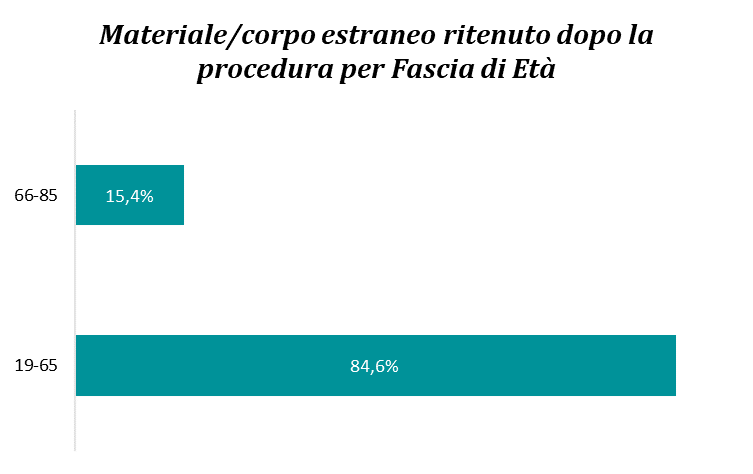 Materiale/corpo estraneo ritenuto dopo la
procedura per Fascia di Età
66-85
15,4%
19-65
84,6%